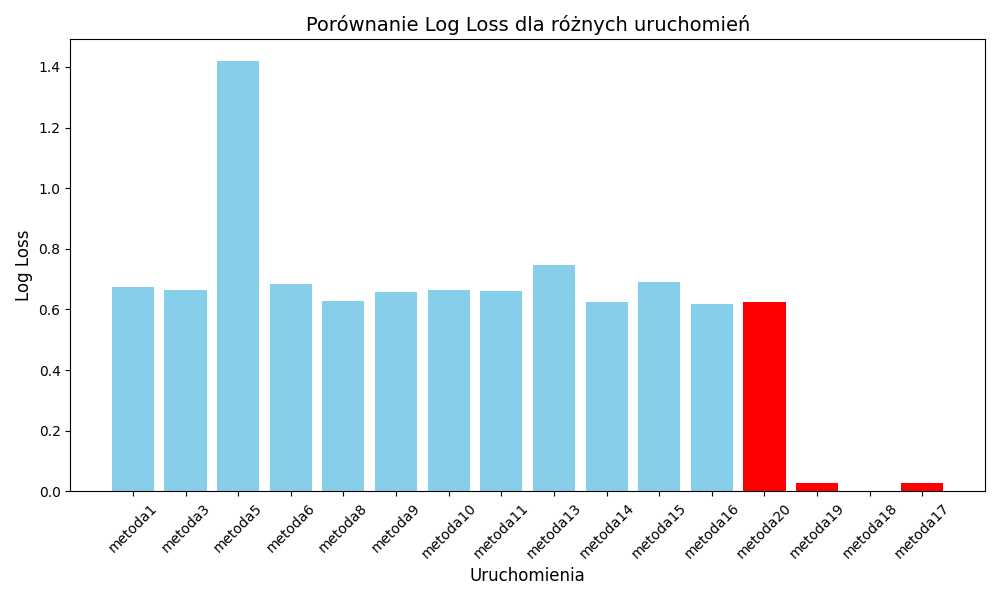 Porównanie Log Loss dla różnych uruchomień
Log Loss
1.4
1.2
1.0
0.8
0.6
0.4
0.2
0.0
metoda1
metoda3
metoda5
metoda6
metoda8
metoda9
metoda10
metoda11
metoda13
metoda14
metoda15
metoda16
metoda20
metoda19
metoda18
metoda17
Uruchomienia